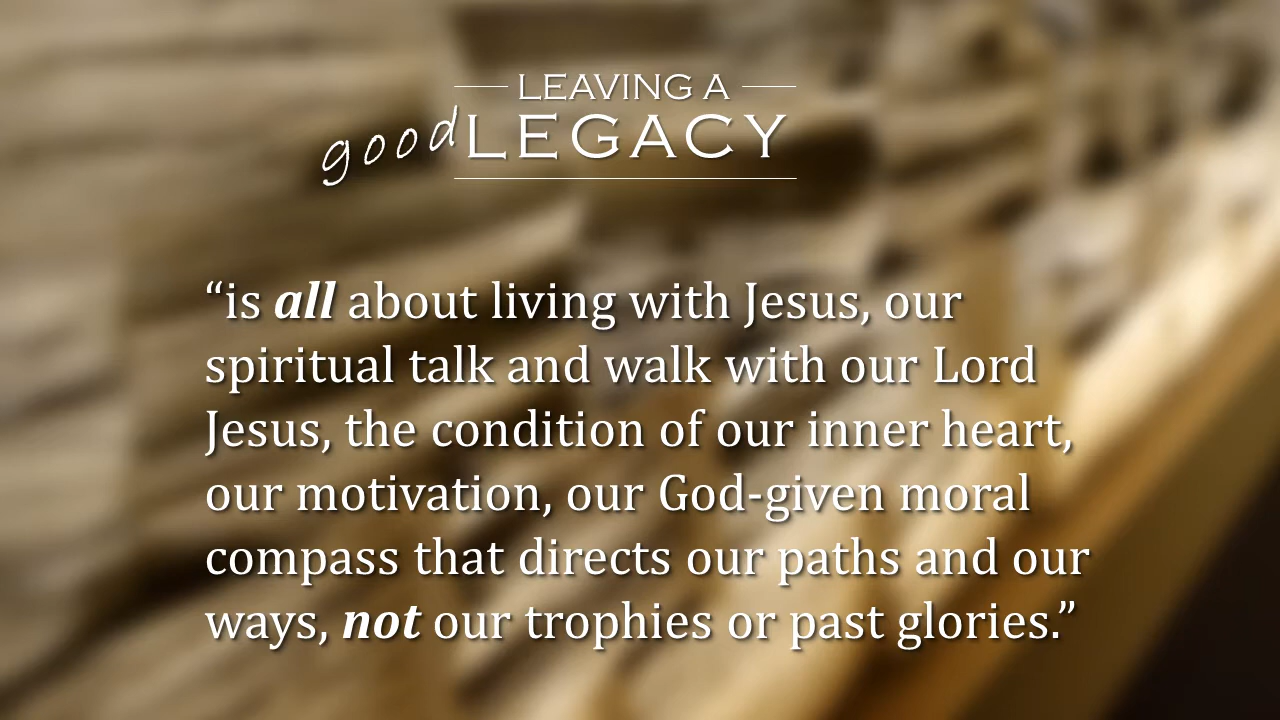 LEAVING A
good LEGACY
“is all about living with Jesus, our
spiritual talk and walk with our Lord
Jesus, the condition of our inner heart,
our motivation, our God-given moral
compass that directs our paths and our
ways, not our trophies or past glories.”